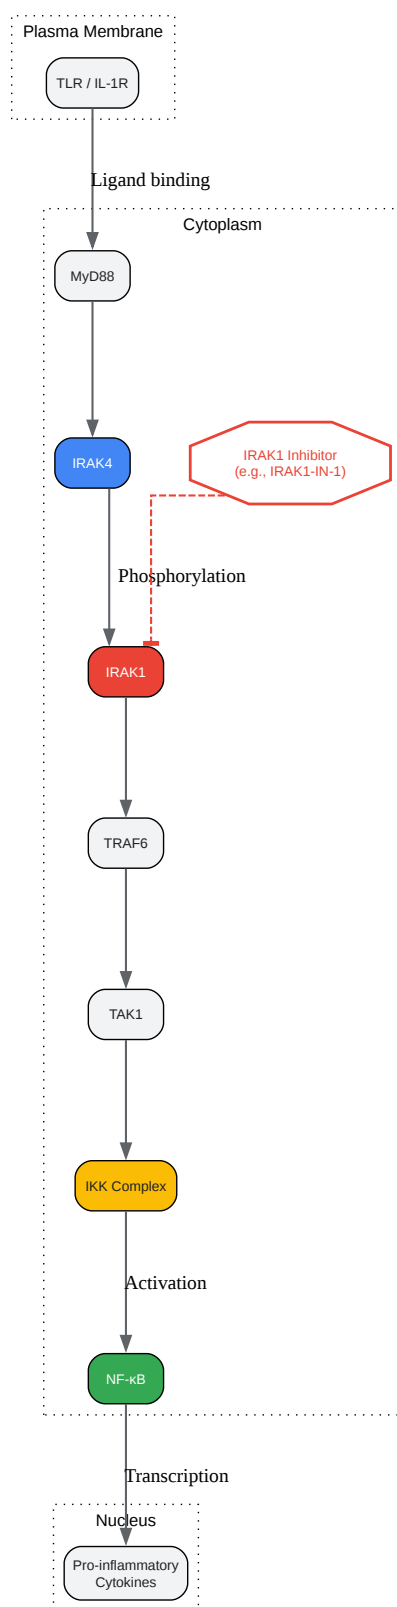 Plasma Membrane
TLR / IL-1R
Ligand binding
Cytoplasm
MyD88
IRAK4
IRAK1 Inhibitor
(e.g., IRAK1-IN-1)
Phosphorylation
IRAK1
TRAF6
TAK1
IKK Complex
Activation
NF-κB
Transcription
Nucleus
Pro-inflammatory
Cytokines